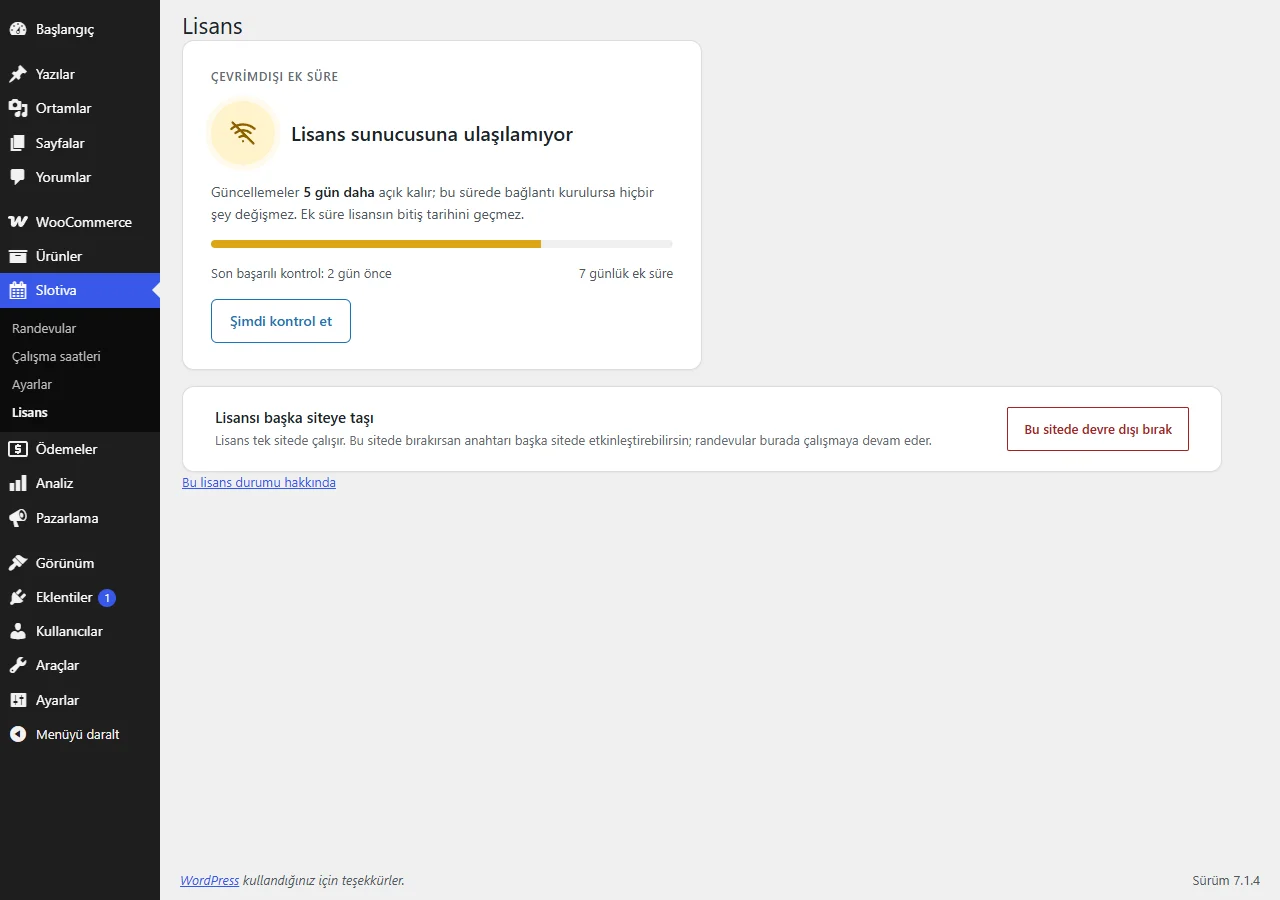 Başlangıç
Yazılar
Ortamlar
Sayfalar
Yorumlar
WooCommerce
Ürünler
Slotiva
Randevular
Çalışma saatleri
Ayarlar
Lisans
Ödemeler
Analiz
Pazarlama
Görünüm
Eklentiler 1
Kullanıcılar
Araçlar
Ayarlar
Menüyü daralt
Lisans
ÇEVRİMDIŞI EK SÜRE
Lisans sunucusuna ulaşılamıyor
Güncellemeler 5 gün daha açık kalır; bu sürede bağlantı kurulursa hiçbir
şey değişmez. Ek süre lisansın bitiş tarihini geçmez.
Son başarılı kontrol: 2 gün önce
7 günlük ek süre
Şimdi kontrol et
Lisansı başka siteye taşı
Lisans tek sitede çalışır. Bu sitede bırakırsan anahtarı başka sitede etkinleştirebilirsin; randevular burada çalışmaya devam eder.
Bu sitede devre dışı bırak
Bu lisans durumu hakkında
WordPress kullandığınız için teşekkürler.
Sürüm 7.1.4